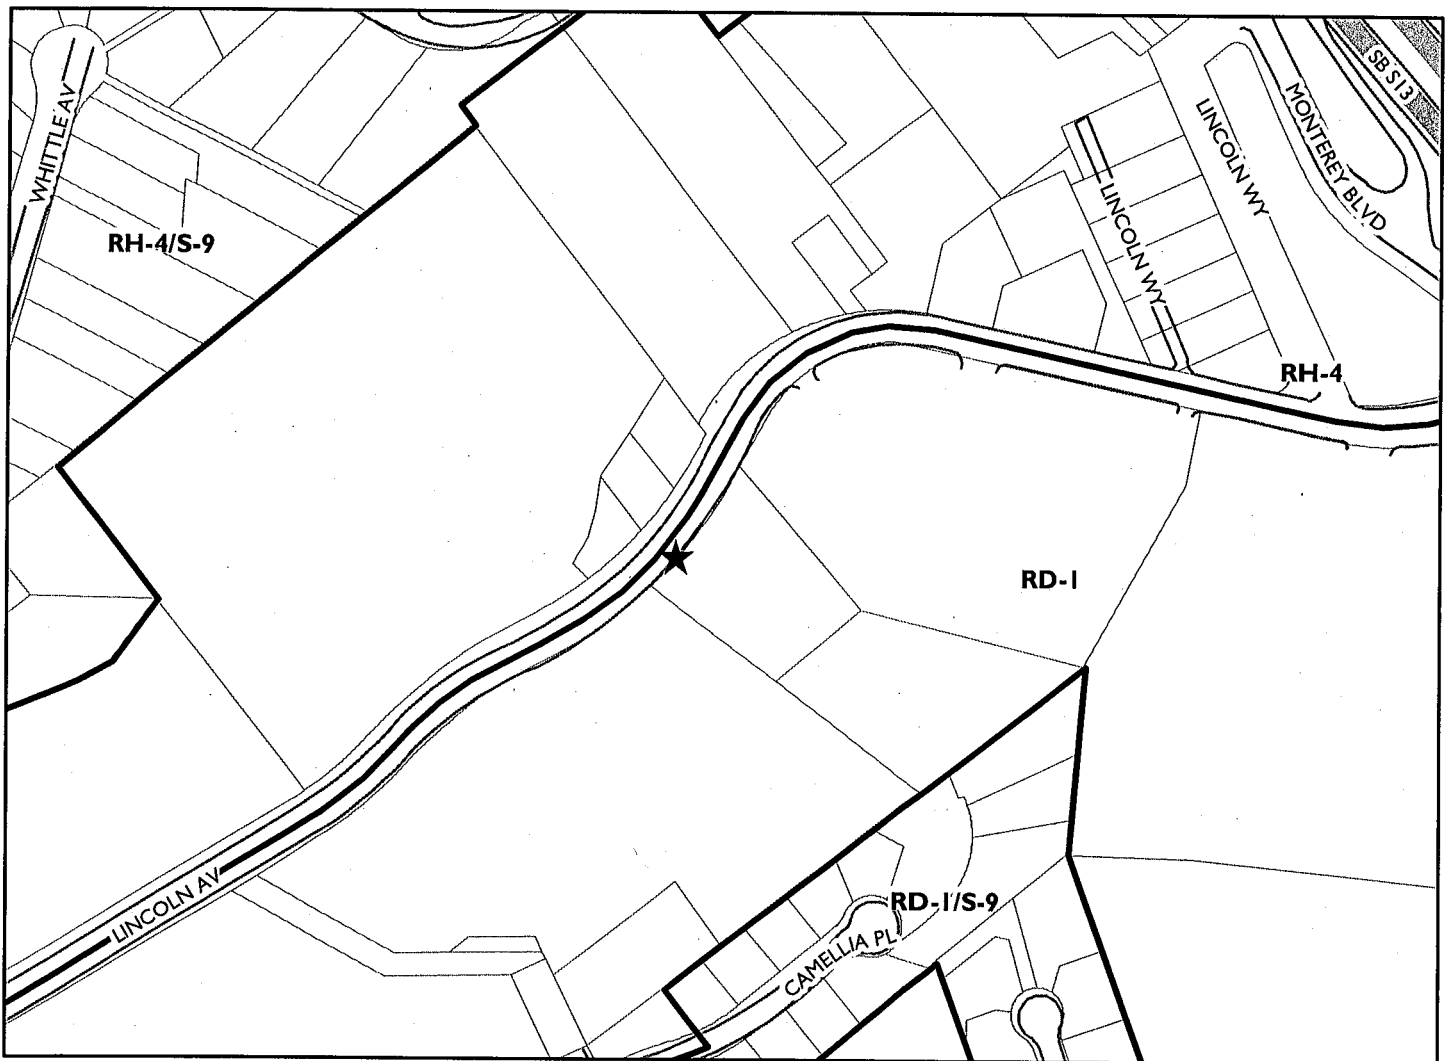 SB S13
WHITTLE AV
MONTEREY BLVD
LINCOLN WY
LINCOLN WY
RH-4/S-9
RH-4
RD-1
LINCOLN AV
RD-1/S-9
CAMELLIA PL